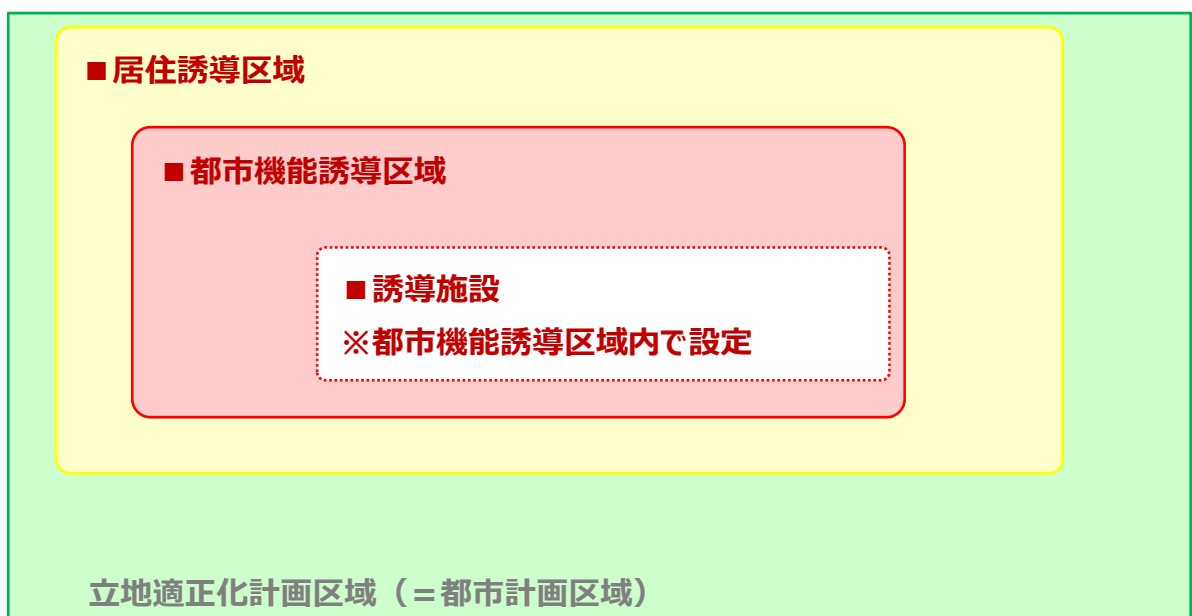 ■居住誘導区域
■都市機能誘導区域
■誘導施設
※都市機能誘導区域内で設定
立地適正化計画区域（＝都市計画区域）